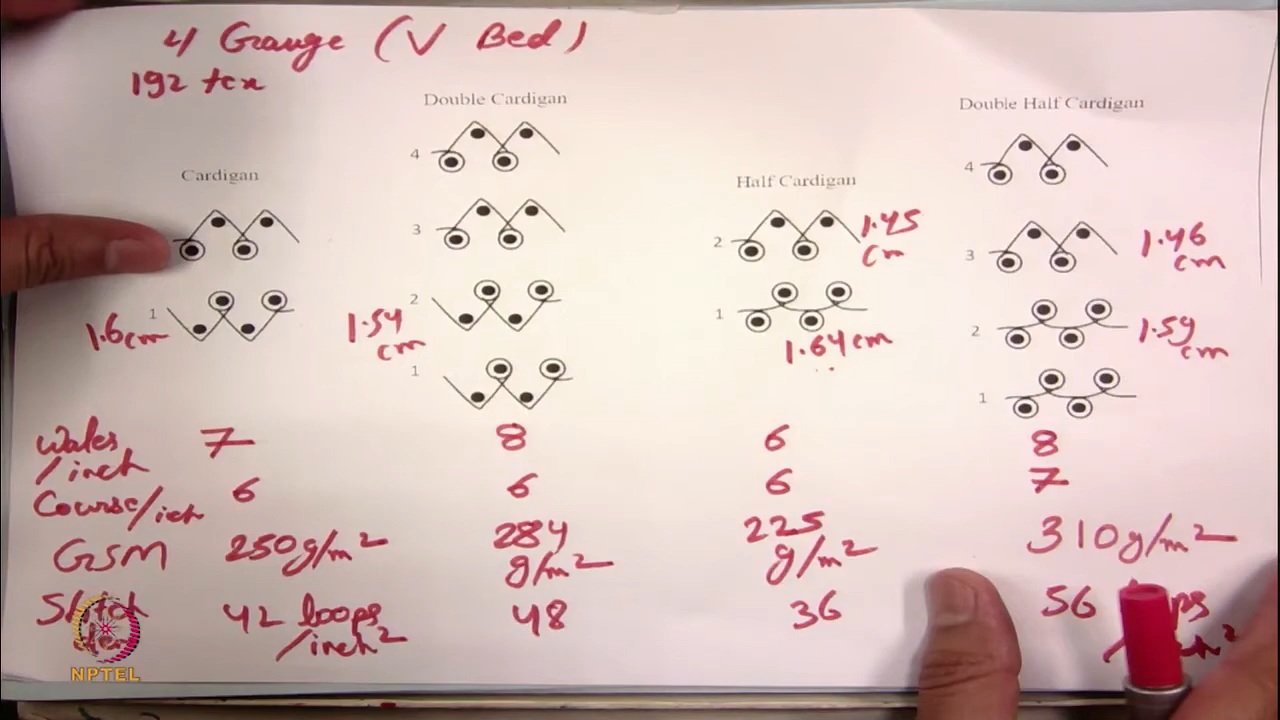 4 Gauge (V Bed)
192 tex
Double Cardigan
4
3
2
1
1.54
cm
Cardigan
1
1.6cm
Half Cardigan
2
1.45
cm
1
1.64cm
Double Half Cardigan
4
3
1.46
cm
2
1.59
cm
1
Wales
/inch 7 8 6 8
Course/ich 6 6 6 7
GSM 250g/m² 284 g/m² 225 g/m² 310g/m²
Stitch 42 loops /inch² 48 36 56
NPTEL